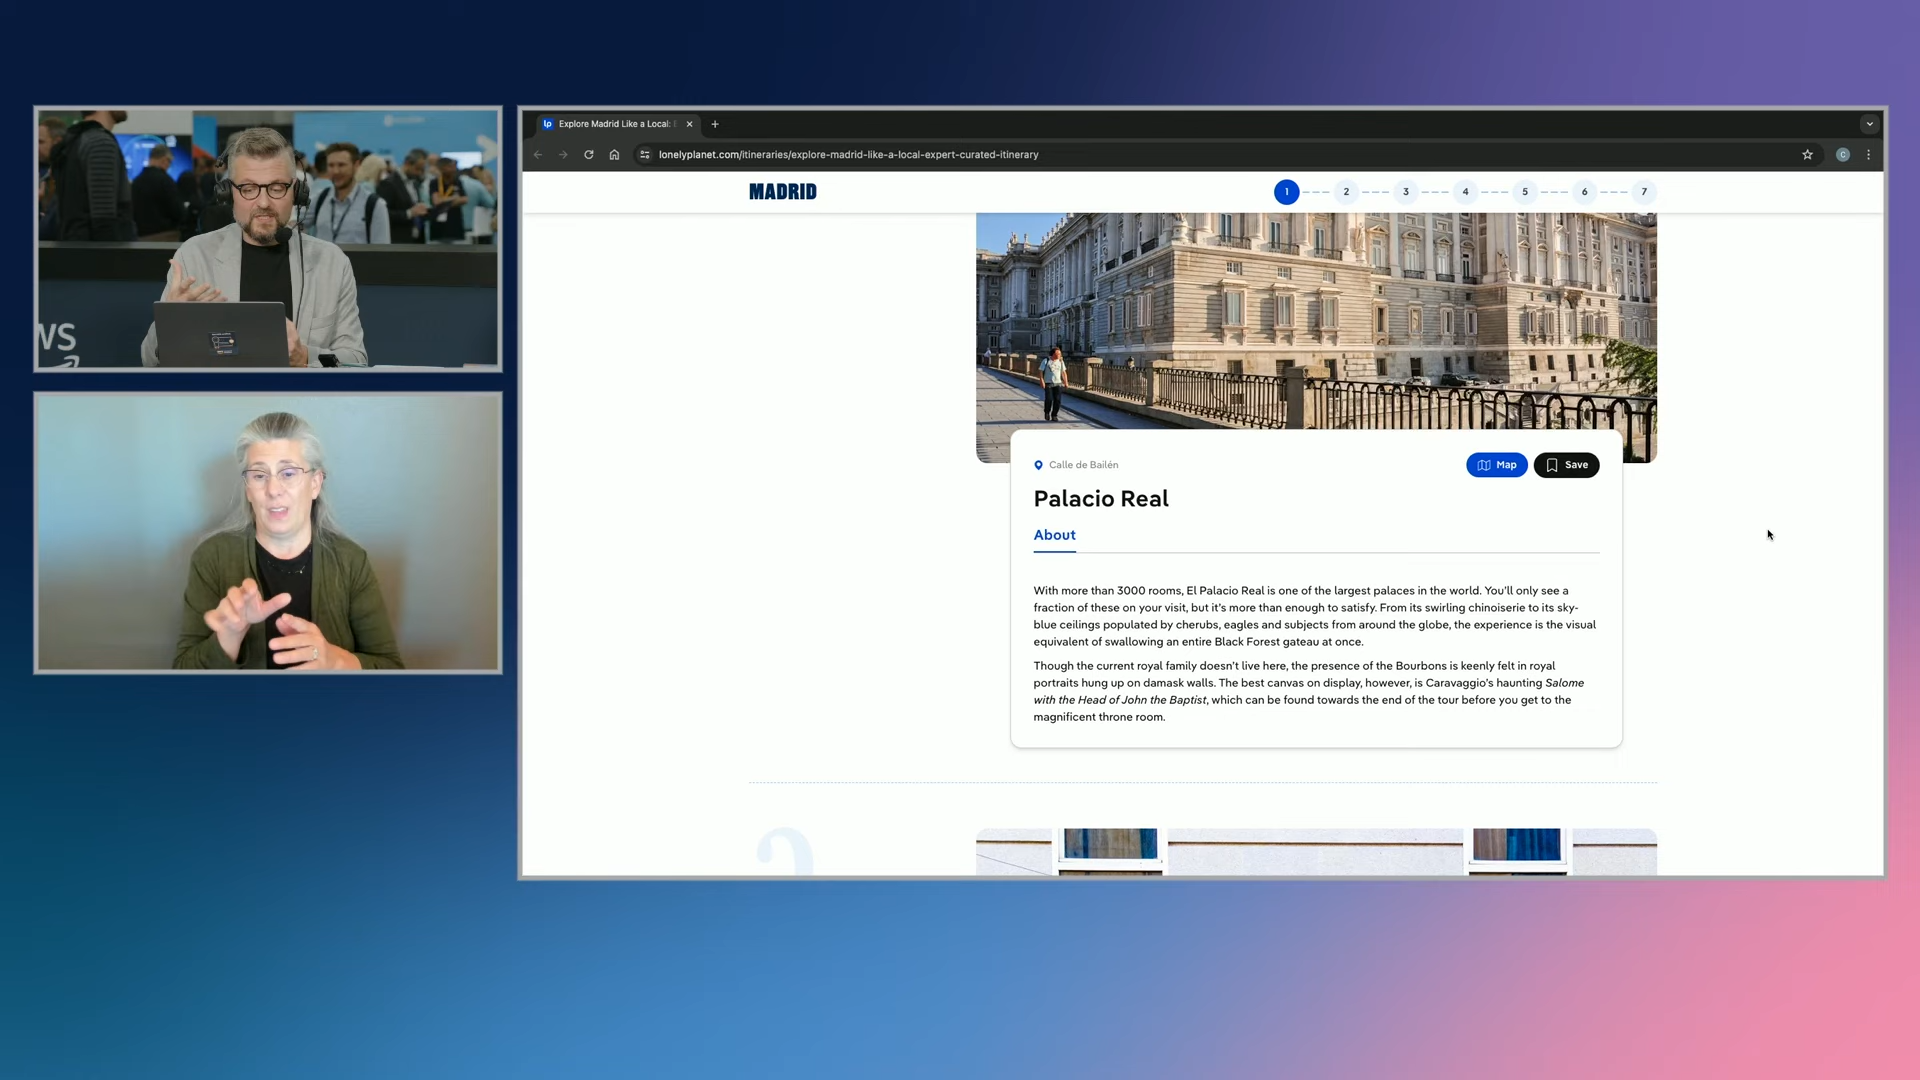 WS
lp
Explore Madrid Like a Local:
lonelyplanet.com/itineraries/explore-madrid-like-a-local-expert-curated-itinerary
C
MADRID
1 2 3 4 5 6 7
Calle de Bailén
Map
Save
Palacio Real
About
With more than 3000 rooms, El Palacio Real is one of the largest palaces in the world. You’ll only see a
fraction of these on your visit, but it’s more than enough to satisfy. From its swirling chinoiserie to its sky-
blue ceilings populated by cherubs, eagles and subjects from around the globe, the experience is the visual
equivalent of swallowing an entire Black Forest gateau at once.
Though the current royal family doesn’t live here, the presence of the Bourbons is keenly felt in royal
portraits hung up on damask walls. The best canvas on display, however, is Caravaggio’s haunting Salome
with the Head of John the Baptist, which can be found towards the end of the tour before you get to the
magnificent throne room.